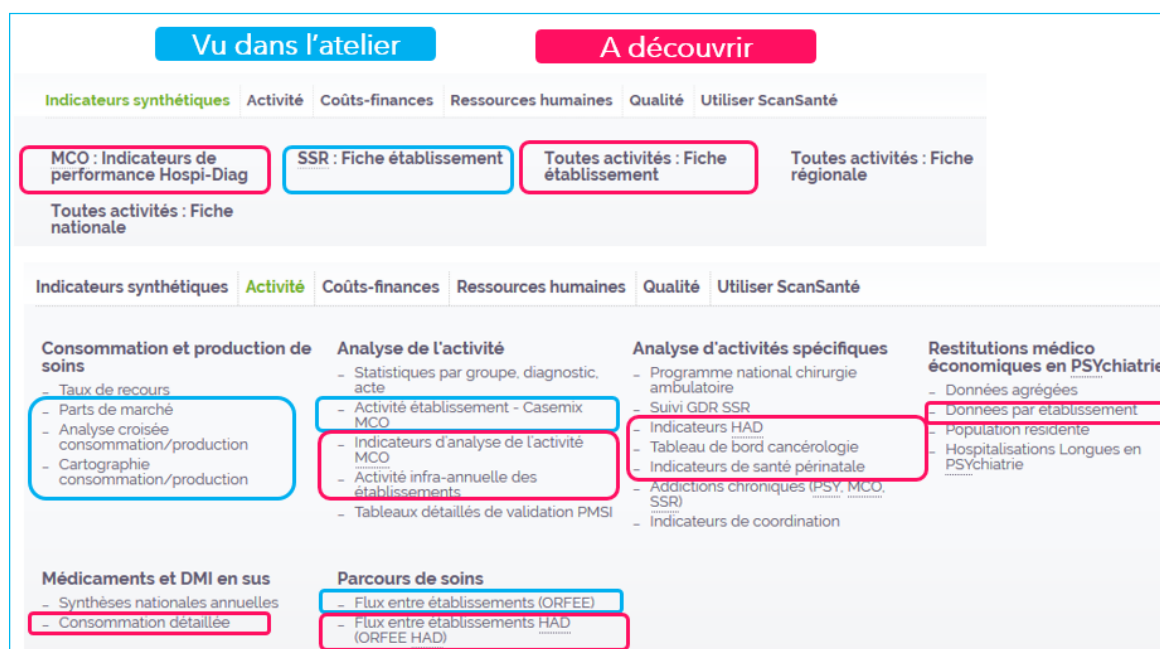 Vu dans l'atelier
A découvrir
Indicateurs synthétiques Activité Coûts-finances Ressources humaines Qualité Utiliser ScanSanté
MCO : Indicateurs de
performance Hospi-Diag
SSR : Fiche établissement
Toutes activités : Fiche
établissement
Toutes activités : Fiche
régionale
Toutes activités : Fiche
nationale
Indicateurs synthétiques Activité Coûts-finances Ressources humaines Qualité Utiliser ScanSanté
Consommation et production de
soins
– Taux de recours
– Parts de marché
– Analyse croisée
consommation/production
– Cartographie
consommation/production
Analyse de l'activité
– Statistiques par groupe, diagnostic,
acte
– Activité établissement - Casemix
MCO
– Indicateurs d'analyse de l'activité
MCO
– Activité infra-annuelle des
établissements
– Tableaux détaillés de validation PMSI
Analyse d'activités spécifiques
– Programme national chirurgie
ambulatoire
– Suivi GDR SSR
– Indicateurs HAD
– Tableau de bord cancérologie
– Indicateurs de santé périnatale
– Addictions chroniques (PSY, MCO,
SSR)
– Indicateurs de coordination
Restitutions médico
économiques en PSYchiatrie
– Données agrégées
– Données par établissement
– Population résidente
– Hospitalisations Longues en
PSYchiatrie
Médicaments et DMI en sus
– Synthèses nationales annuelles
– Consommation détaillée
Parcours de soins
– Flux entre établissements (ORFEE)
– Flux entre établissements HAD
(ORFEE HAD)